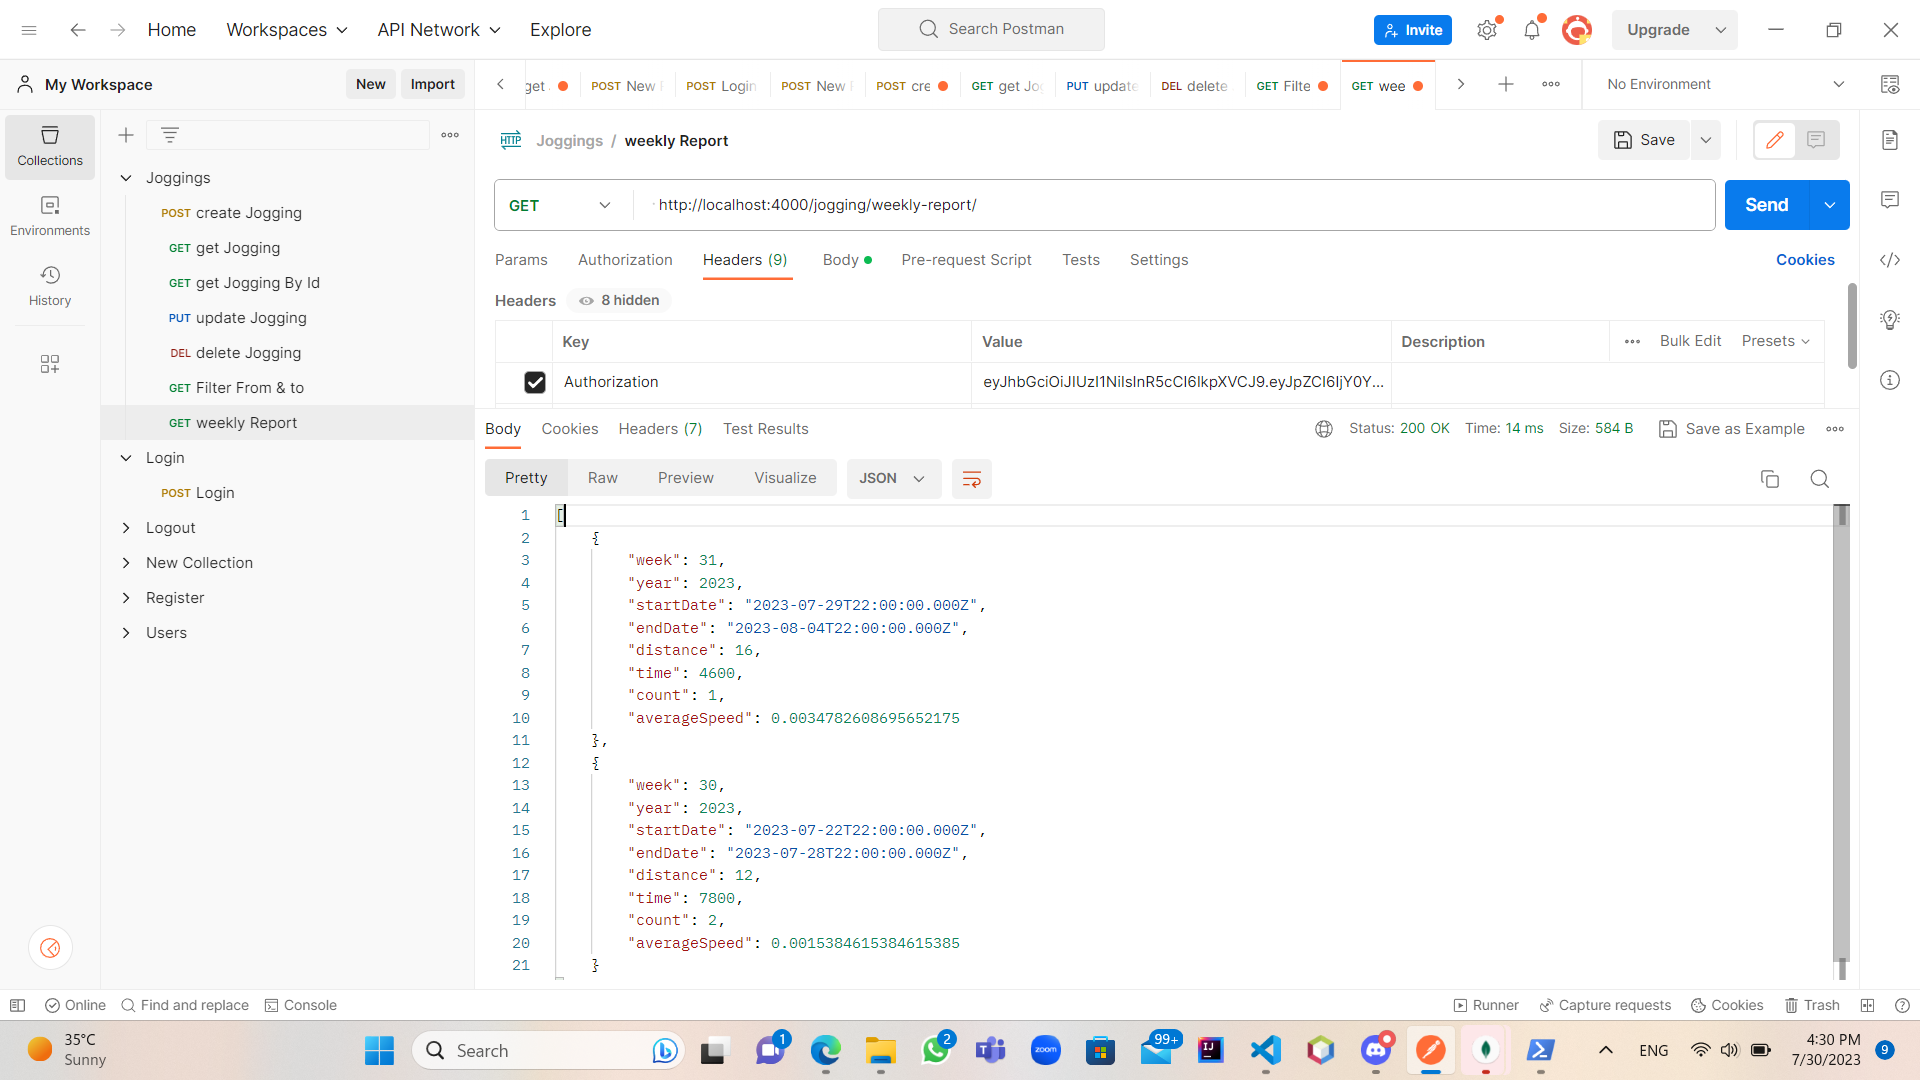 Home
Workspaces
API Network
Explore
Search Postman
Invite
Upgrade
My Workspace
New
Import
get
POST New
POST Login
POST New
POST cre
GET get Jo
PUT update
DEL delete
GET Filte
GET wee
No Environment
Collections
Environments
History
Joggings
POST create Jogging
GET get Jogging
GET get Jogging By Id
PUT update Jogging
DEL delete Jogging
GET Filter From & to
GET weekly Report
Login
POST Login
Logout
New Collection
Register
Users
HTTP
Joggings / weekly Report
Save
GET
http://localhost:4000/jogging/weekly-report/
Send
Params
Authorization
Headers (9)
Body
Pre-request Script
Tests
Settings
Cookies
Headers
8 hidden
Key
Value
Description
Bulk Edit
Presets
Authorization
eyJhbGciOiJIUzI1NiIsInR5cCI6IkpXVCJ9.eyJpZCI6IjY0Y...
Body
Cookies
Headers (7)
Test Results
Status: 200 OK
Time: 14 ms
Size: 584 B
Save as Example
Pretty
Raw
Preview
Visualize
JSON
1 [
2 {
3 "week": 31,
4 "year": 2023,
5 "startDate": "2023-07-29T22:00:00.000Z",
6 "endDate": "2023-08-04T22:00:00.000Z",
7 "distance": 16,
8 "time": 4600,
9 "count": 1,
10 "averageSpeed": 0.0034782608695652175
11 },
12 {
13 "week": 30,
14 "year": 2023,
15 "startDate": "2023-07-22T22:00:00.000Z",
16 "endDate": "2023-07-28T22:00:00.000Z",
17 "distance": 12,
18 "time": 7800,
19 "count": 2,
20 "averageSpeed": 0.0015384615384615385
21 }
Online
Find and replace
Console
Runner
Capture requests
Cookies
Trash
35°C
Sunny
Search
1
2
zoom
99+
IJ
ENG
4:30 PM
7/30/2023
9